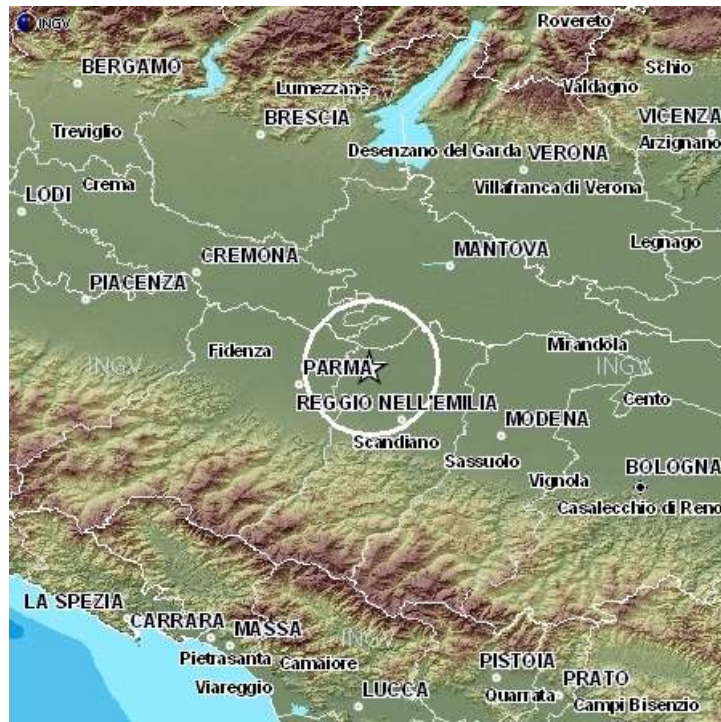 INGV
Rovereto
BERGAMO
Schio
Lumezzane
Valdagno
VICENZA
BRESCIA
Treviglio
Arzignano
Desenzano del Garda
VERONA
Crema
Villafranca di Verona
LODI
Legnago
CREMONA
MANTOVA
PIACENZA
Mirandola
Fidenza
INGV
PARMA
INGV
REGGIO NELL'EMILIA
Cento
MODENA
Scandiano
Sassuolo
BOLOGNA
Vignola
Casalecchio di Reno
LA SPEZIA
CARRARA
MASSA
INGV
Pietrasanta
Camaiore
PISTOIA
Viareggio
LUCCA
PRATO
Quarrata
Campi Bisenzio